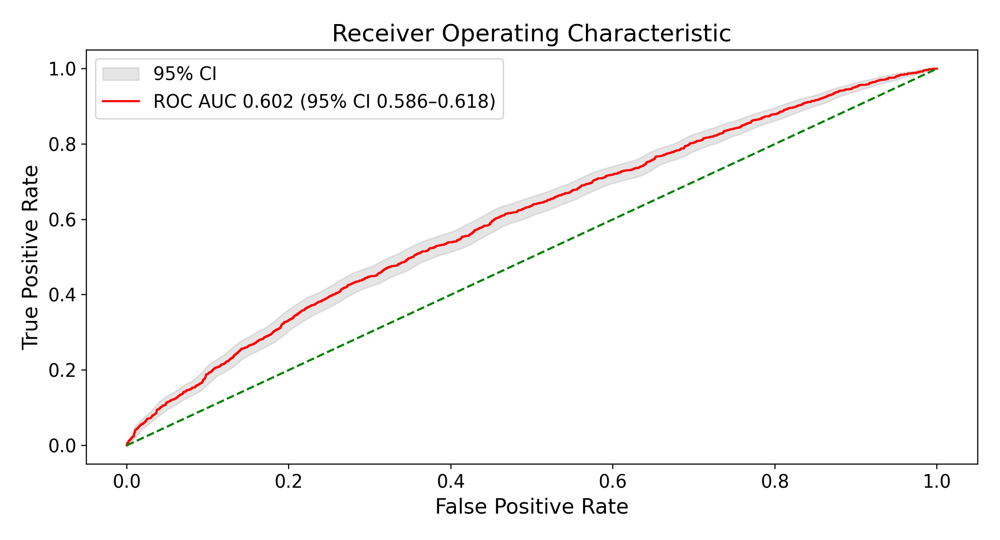 Receiver Operating Characteristic
95% CI
ROC AUC 0.602 (95% CI 0.586–0.618)
True Positive Rate
1.0
0.8
0.6
0.4
0.2
0.0
0.0 0.2 0.4 0.6 0.8 1.0
False Positive Rate